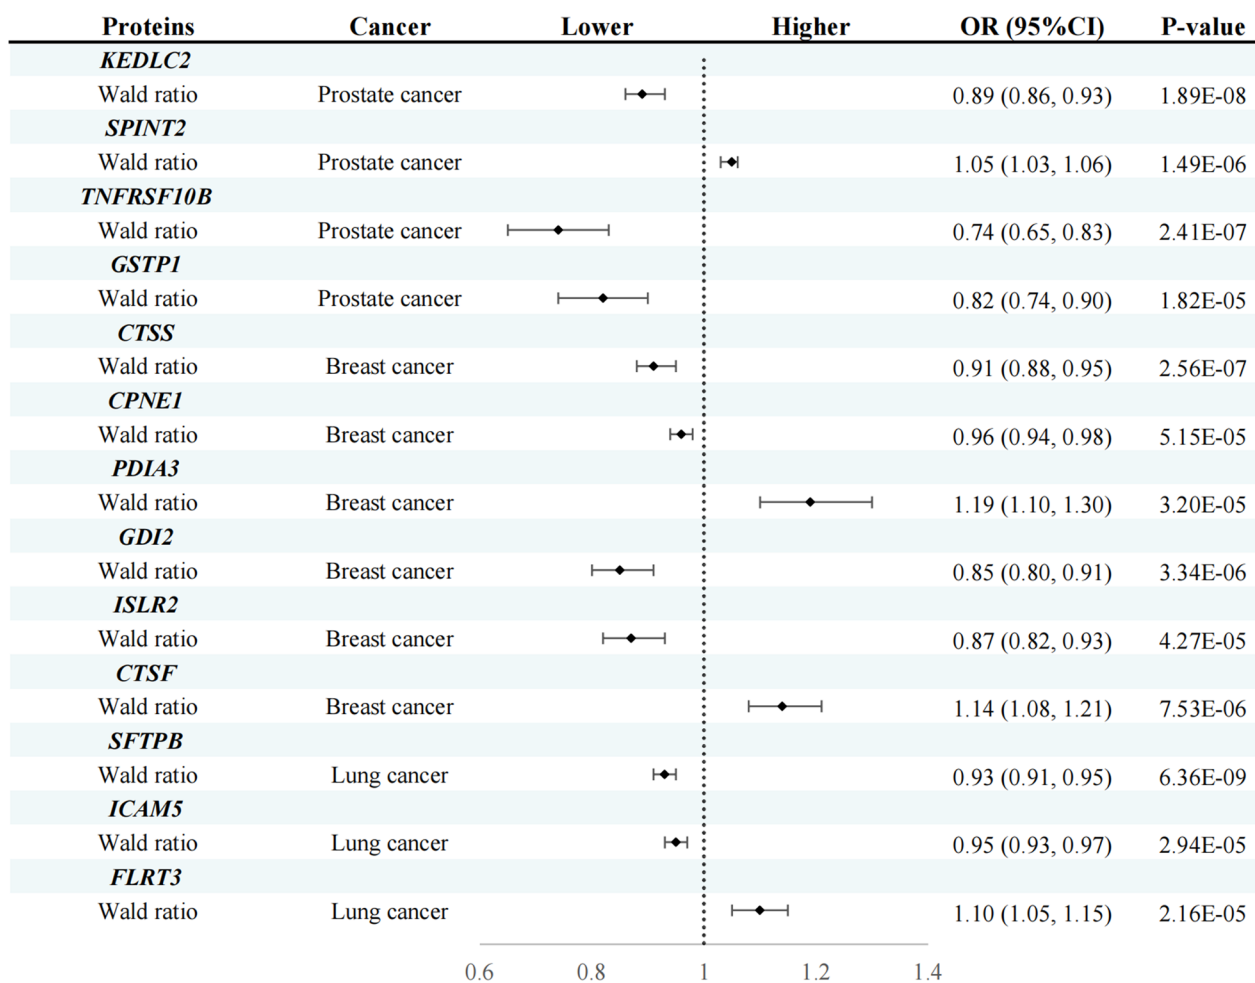 Proteins Cancer Lower Higher OR (95%CI) P-value
KEDLC2
Wald ratio Prostate cancer 0.89 (0.86, 0.93) 1.89E-08
SPINT2
Wald ratio Prostate cancer 1.05 (1.03, 1.06) 1.49E-06
TNFRSF10B
Wald ratio Prostate cancer 0.74 (0.65, 0.83) 2.41E-07
GSTP1
Wald ratio Prostate cancer 0.82 (0.74, 0.90) 1.82E-05
CTSS
Wald ratio Breast cancer 0.91 (0.88, 0.95) 2.56E-07
CPNE1
Wald ratio Breast cancer 0.96 (0.94, 0.98) 5.15E-05
PDIA3
Wald ratio Breast cancer 1.19 (1.10, 1.30) 3.20E-05
GDI2
Wald ratio Breast cancer 0.85 (0.80, 0.91) 3.34E-06
ISLR2
Wald ratio Breast cancer 0.87 (0.82, 0.93) 4.27E-05
CTSF
Wald ratio Breast cancer 1.14 (1.08, 1.21) 7.53E-06
SFTPB
Wald ratio Lung cancer 0.93 (0.91, 0.95) 6.36E-09
ICAM5
Wald ratio Lung cancer 0.95 (0.93, 0.97) 2.94E-05
FLRT3
Wald ratio Lung cancer 1.10 (1.05, 1.15) 2.16E-05
0.6 0.8 1 1.2 1.4